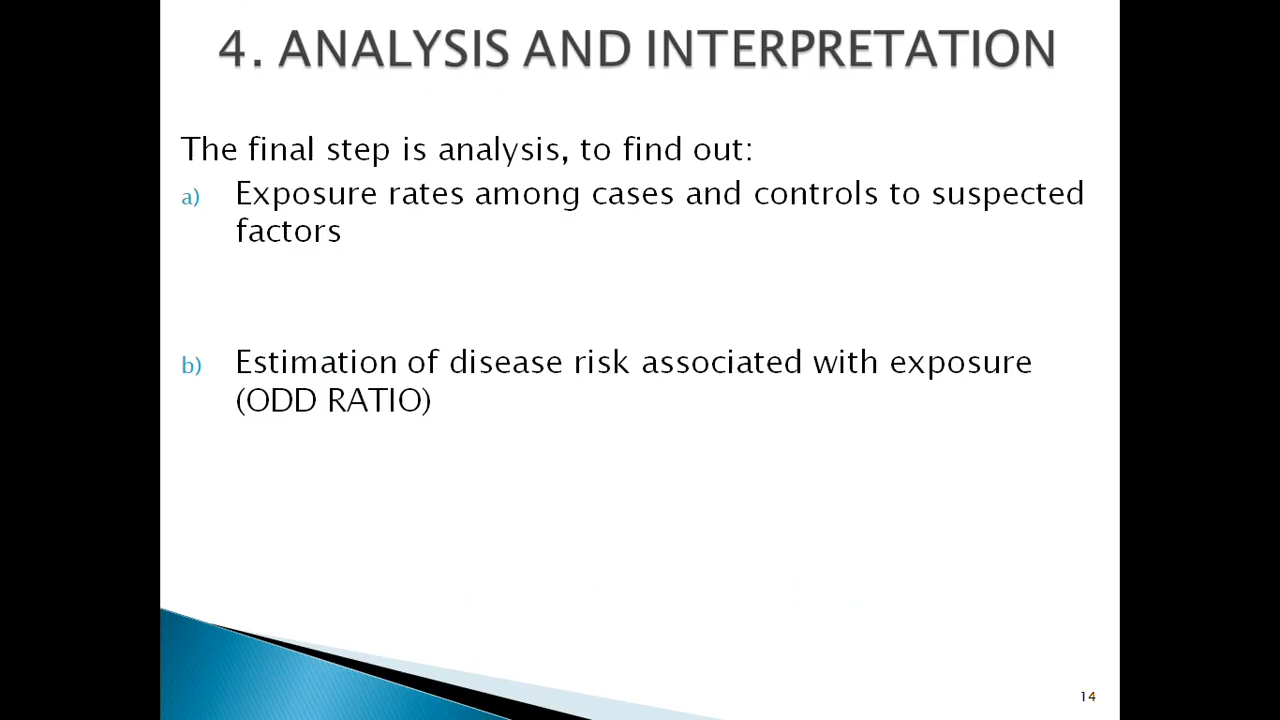 4. ANALYSIS AND INTERPRETATION
The final step is analysis, to find out:
a) Exposure rates among cases and controls to suspected
factors
b) Estimation of disease risk associated with exposure
(ODD RATIO)
14